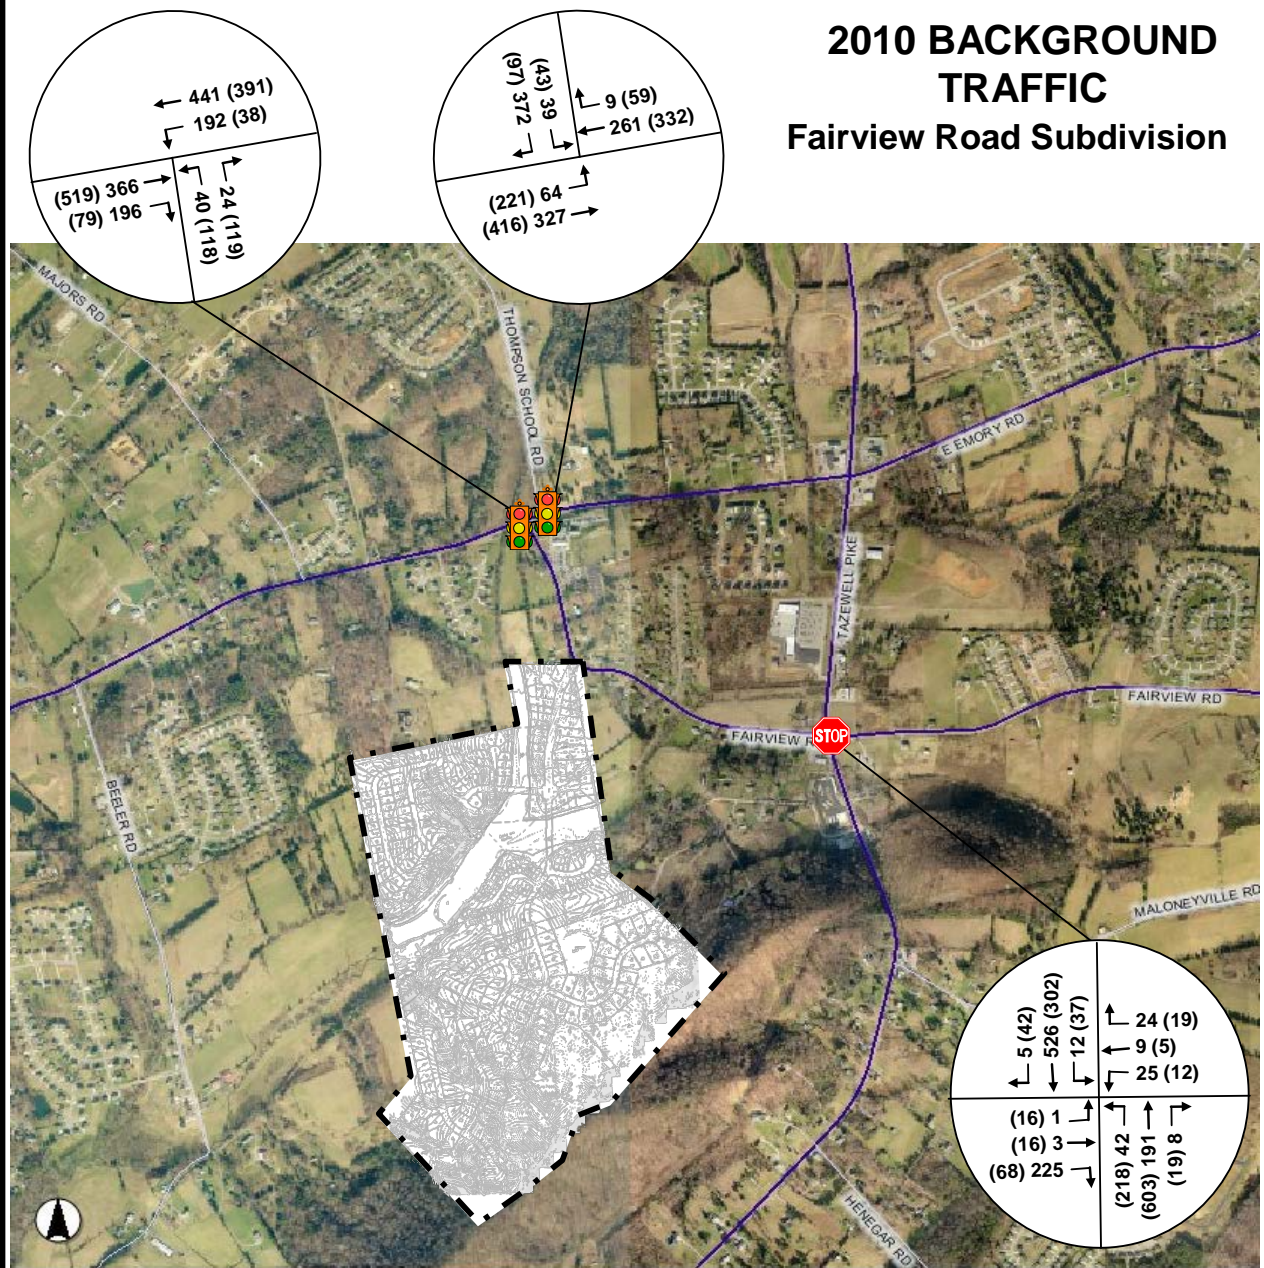 2010 BACKGROUND
TRAFFIC
Fairview Road Subdivision
441 (391)
192 (38)
(519) 366
(79) 196
40 (118)
24 (119)
(97) 372
(43) 39
9 (59)
261 (332)
(221) 64
(416) 327
MAJORS RD
THOMPSON SCHOOL RD
E EMORY RD
TAZEWELL PIKE
FAIRVIEW RD
FAIRVIEW R
STOP
BEELER RD
MALONEYVILLE RD
5 (42)
526 (302)
12 (37)
24 (19)
9 (5)
25 (12)
(16) 1
(16) 3
(68) 225
(218) 42
(603) 191
(19) 8
HENEGAR RD